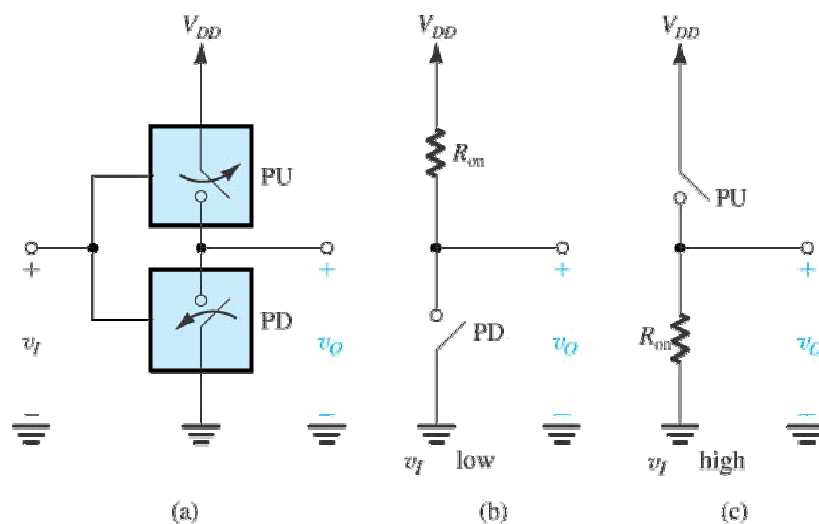 V_DD V_DD V_DD
PU
R_on
PU
+ + +
PD
PD
R_on
v_I v_O v_O v_O
− − −
v_I low
v_I high
(a) (b) (c)